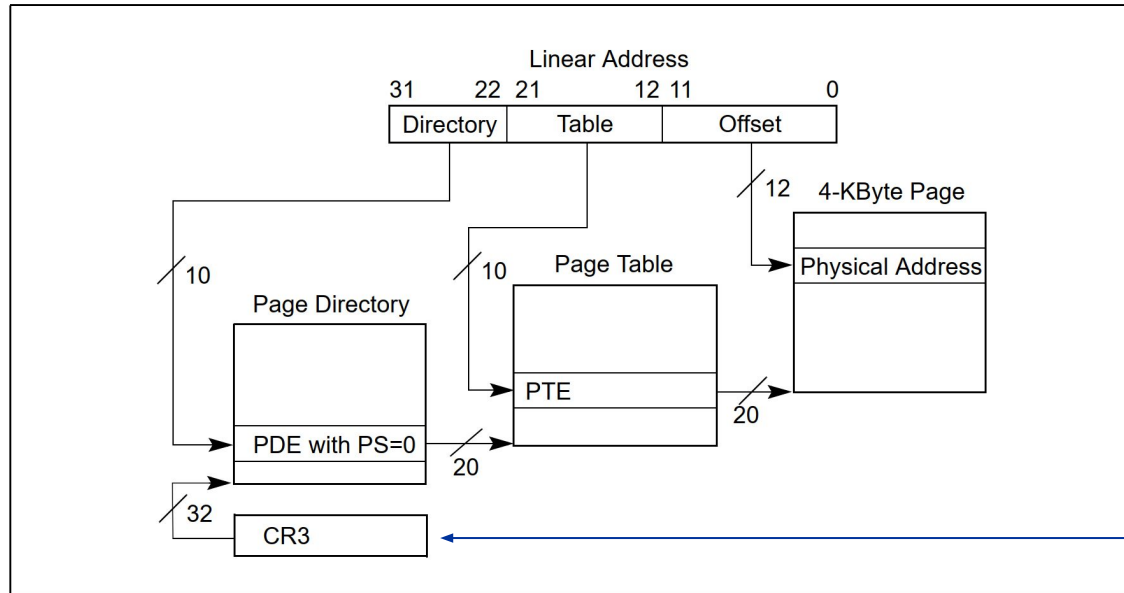 Linear Address
31 22 21 12 11 0
Directory Table Offset
12
4-KByte Page
Physical Address
10
10
Page Table
Page Directory
PTE
20
PDE with PS=0
20
32
CR3